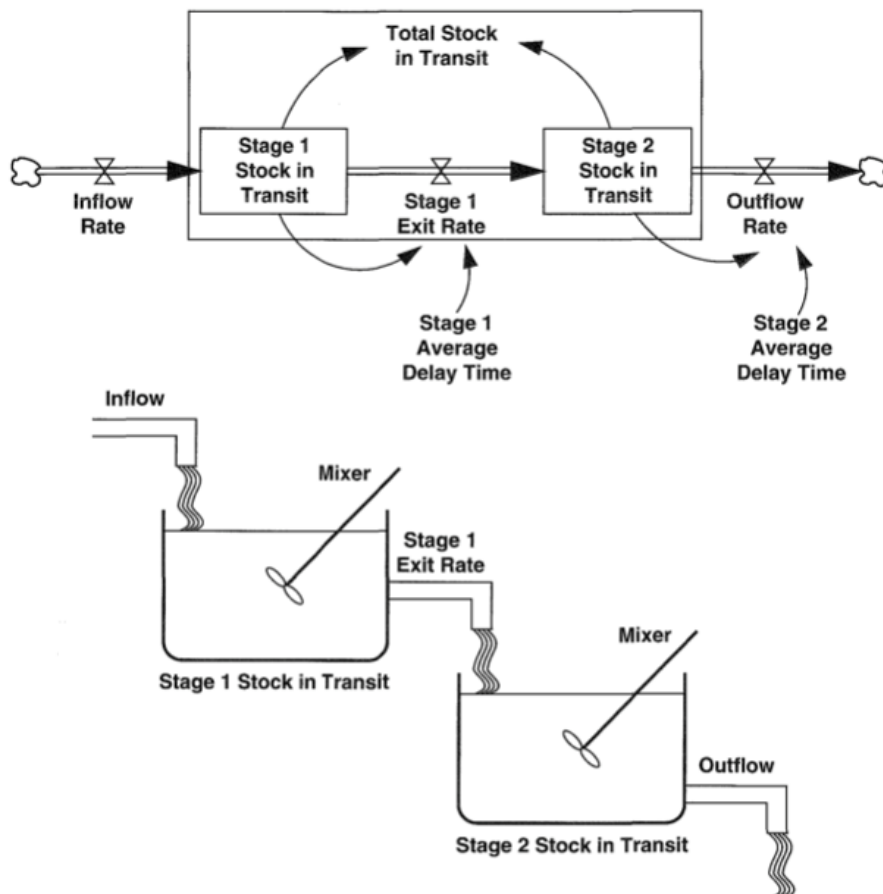 Total Stock
in Transit
Stage 1
Stock in
Transit
Stage 2
Stock in
Transit
Inflow
Rate
Stage 1
Exit Rate
Outflow
Rate
Stage 1
Average
Delay Time
Stage 2
Average
Delay Time
Inflow
Mixer
Stage 1
Exit Rate
Stage 1 Stock in Transit
Mixer
Outflow
Stage 2 Stock in Transit